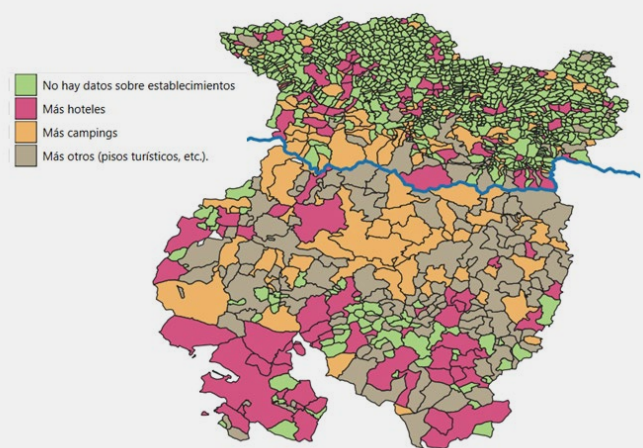 No hay datos sobre establecimientos
Más hoteles
Más campings
Más otros (pisos turísticos, etc.).